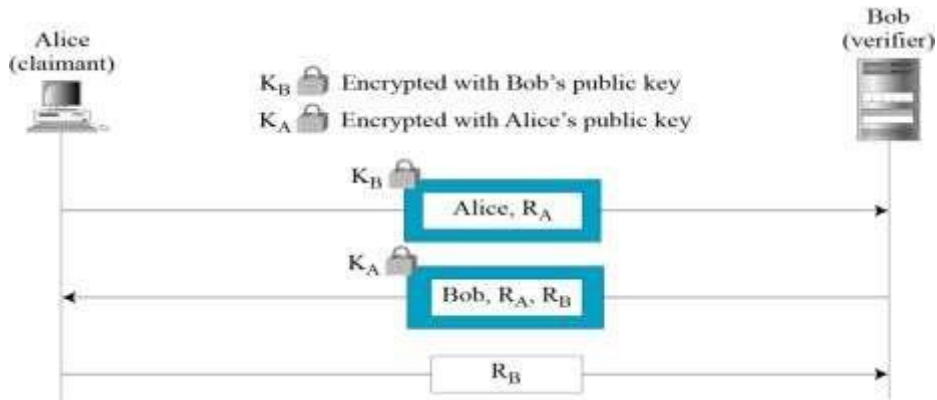 Alice
(claimant)
Bob
(verifier)
K_B Encrypted with Bob's public key
K_A Encrypted with Alice's public key
K_B
Alice, R_A
K_A
Bob, R_A, R_B
R_B